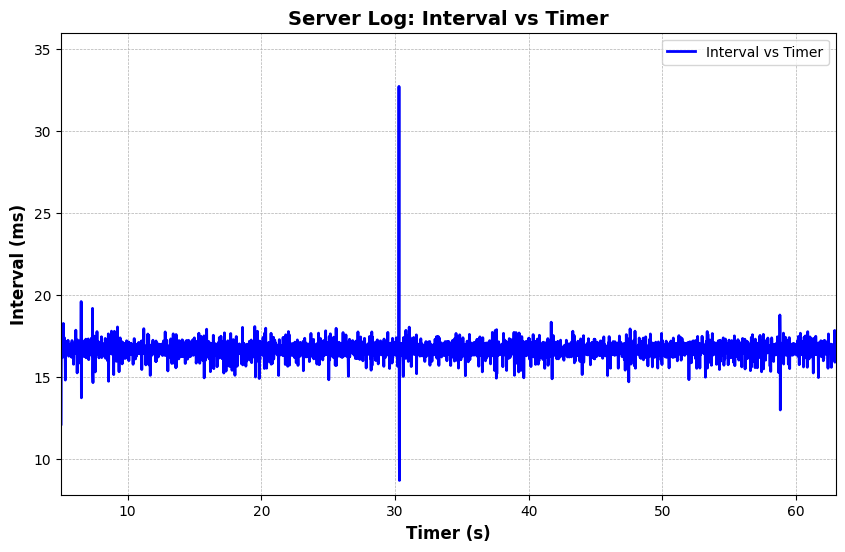 Server Log: Interval vs Timer
Interval vs Timer
35
30
25
20
15
10
Interval (ms)
10 20 30 40 50 60
Timer (s)